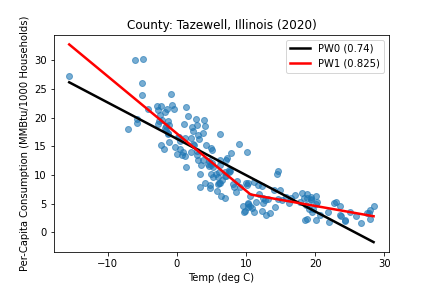 County: Tazewell, Illinois (2020)
PW0 (0.74)
PW1 (0.825)
Per-Capita Consumption (MMBtu/1000 Households)
30
25
20
15
10
5
0
−10 0 10 20 30
Temp (deg C)